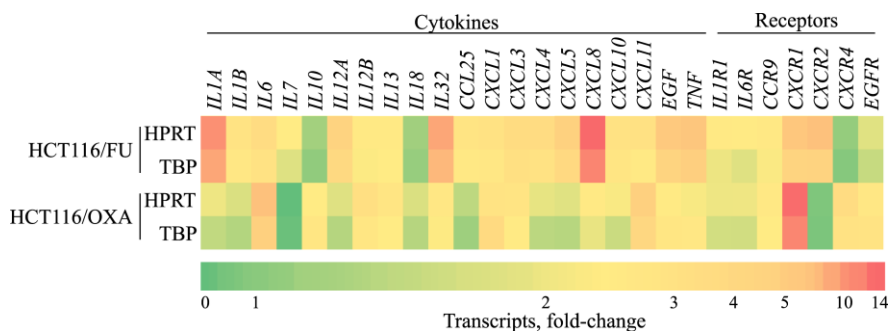 Cytokines Receptors
IL1A IL1B IL6 IL7 IL10 IL12A IL12B IL13 IL18 IL32 CCL25 CXCL1 CXCL3 CXCL4 CXCL5 CXCL8 CXCL10 CXCL11 EGF TNF IL1R1 IL6R CCR9 CXCR1 CXCR2 CXCR4 EGFR
HCT116/FU
HPRT
TBP
HCT116/OXA
HPRT
TBP
0 1 2 3 4 5 10 14
Transcripts, fold-change